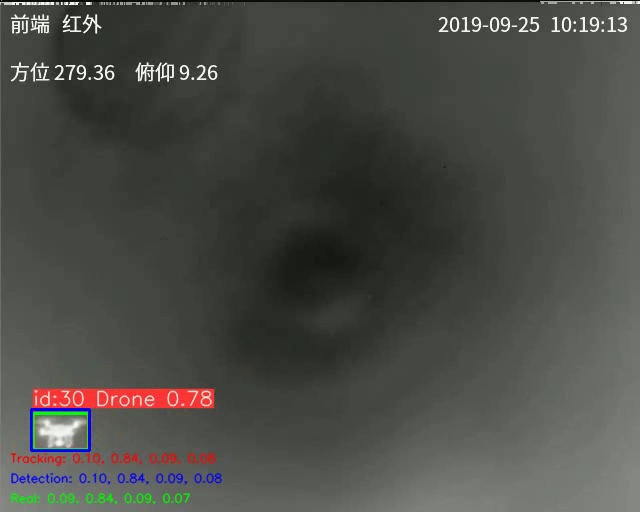 前端 红外 2019-09-25 10:19:13
方位 279.36 俯仰 9.26
id:30 Drone 0.78
Tracking: 0.10, 0.84, 0.09, 0.08
Detection: 0.10, 0.84, 0.09, 0.08
Real: 0.09, 0.84, 0.09, 0.07